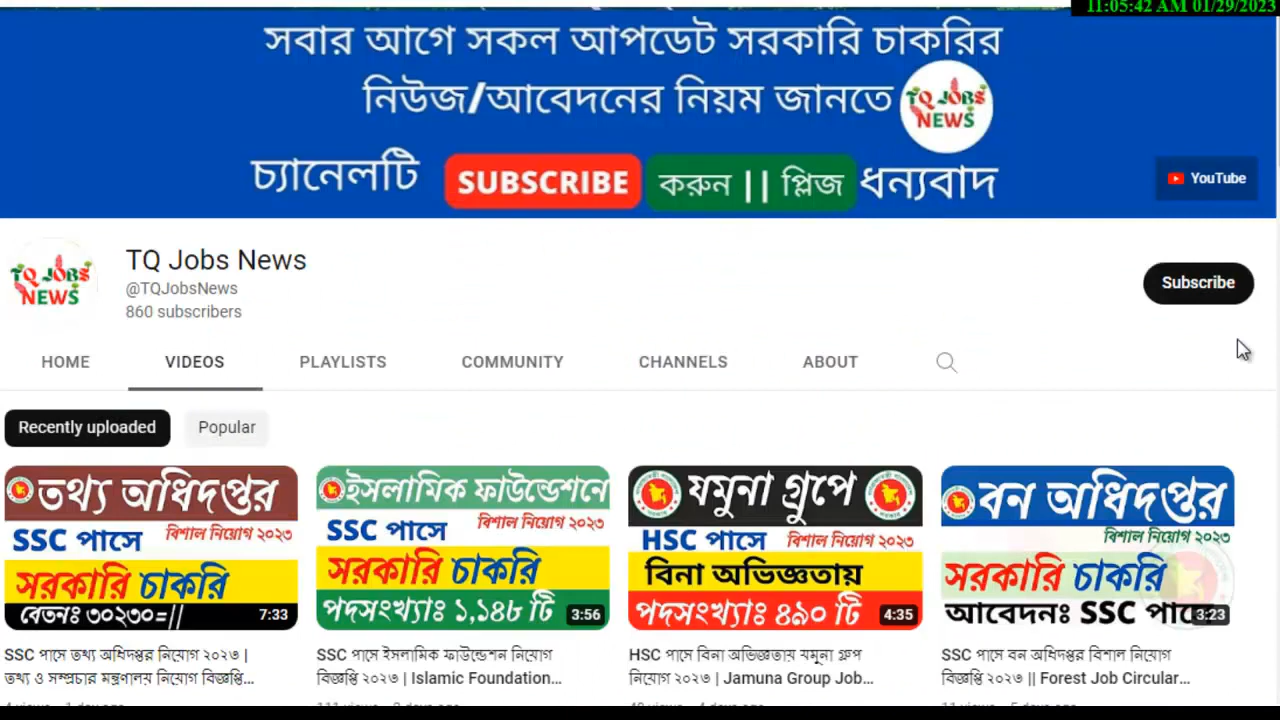 11:05:42 AM 01/29/2023
সবার আগে সকল আপডেট সরকারি চাকরির
নিউজ/আবেদনের নিয়ম জানতে
TQ JOBS
NEWS
চ্যানেলটি SUBSCRIBE করুন || প্লিজ ধন্যবাদ
YouTube
TQ JOBS
NEWS
TQ Jobs News
@TQJobsNews
860 subscribers
Subscribe
HOME VIDEOS PLAYLISTS COMMUNITY CHANNELS ABOUT
Recently uploaded Popular
তথ্য অধিদপ্তর
SSC পাসে বিশাল নিয়োগ ২০২৩
সরকারি চাকরি
বেতনঃ ৩০২৩০=||
7:33
SSC পাসে তথ্য অধিদপ্তর নিয়োগ ২০২৩ |
তথ্য ও সম্প্রচার মন্ত্রণালয় নিয়োগ বিজ্ঞপ্তি...
ইসলামিক ফাউন্ডেশনে
SSC পাসে বিশাল নিয়োগ ২০২৩
সরকারি চাকরি
পদসংখ্যাঃ ১,১৪৮ টি
3:56
SSC পাসে ইসলামিক ফাউন্ডেশন নিয়োগ
বিজ্ঞপ্তি ২০২৩ | Islamic Foundation...
যমুনা গ্রুপে
HSC পাসে বিশাল নিয়োগ ২০২৩
বিনা অভিজ্ঞতায়
পদসংখ্যাঃ ৪৯০ টি
4:35
HSC পাসে বিনা অভিজ্ঞতায় যমুনা গ্রুপ
নিয়োগ ২০২৩ | Jamuna Group Job...
বন অধিদপ্তর
বিশাল নিয়োগ ২০২৩
সরকারি চাকরি
আবেদনঃ SSC পাসে
3:23
SSC পাসে বন অধিদপ্তর বিশাল নিয়োগ
বিজ্ঞপ্তি ২০২৩ || Forest Job Circular...